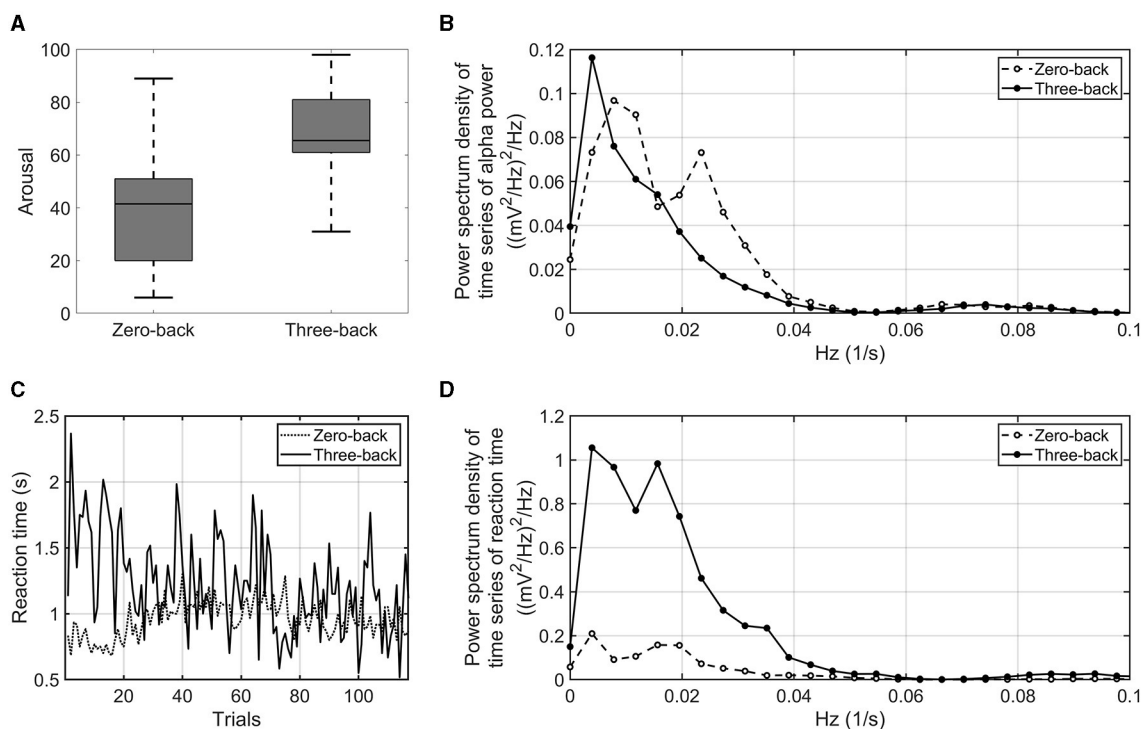 A
Arousal
100
80
60
40
20
0
Zero-back
Three-back
B
Power spectrum density of
time series of alpha power
((mV²/Hz)²/Hz)
0.12
0.1
0.08
0.06
0.04
0.02
0
0
0.02
0.04
0.06
0.08
0.1
Hz (1/s)
Zero-back
Three-back
C
Reaction time (s)
2.5
2
1.5
1
0.5
20
40
60
80
100
Trials
Zero-back
Three-back
D
Power spectrum density of
time series of reaction time
((mV²/Hz)²/Hz)
1.2
1
0.8
0.6
0.4
0.2
0
0
0.02
0.04
0.06
0.08
0.1
Hz (1/s)
Zero-back
Three-back